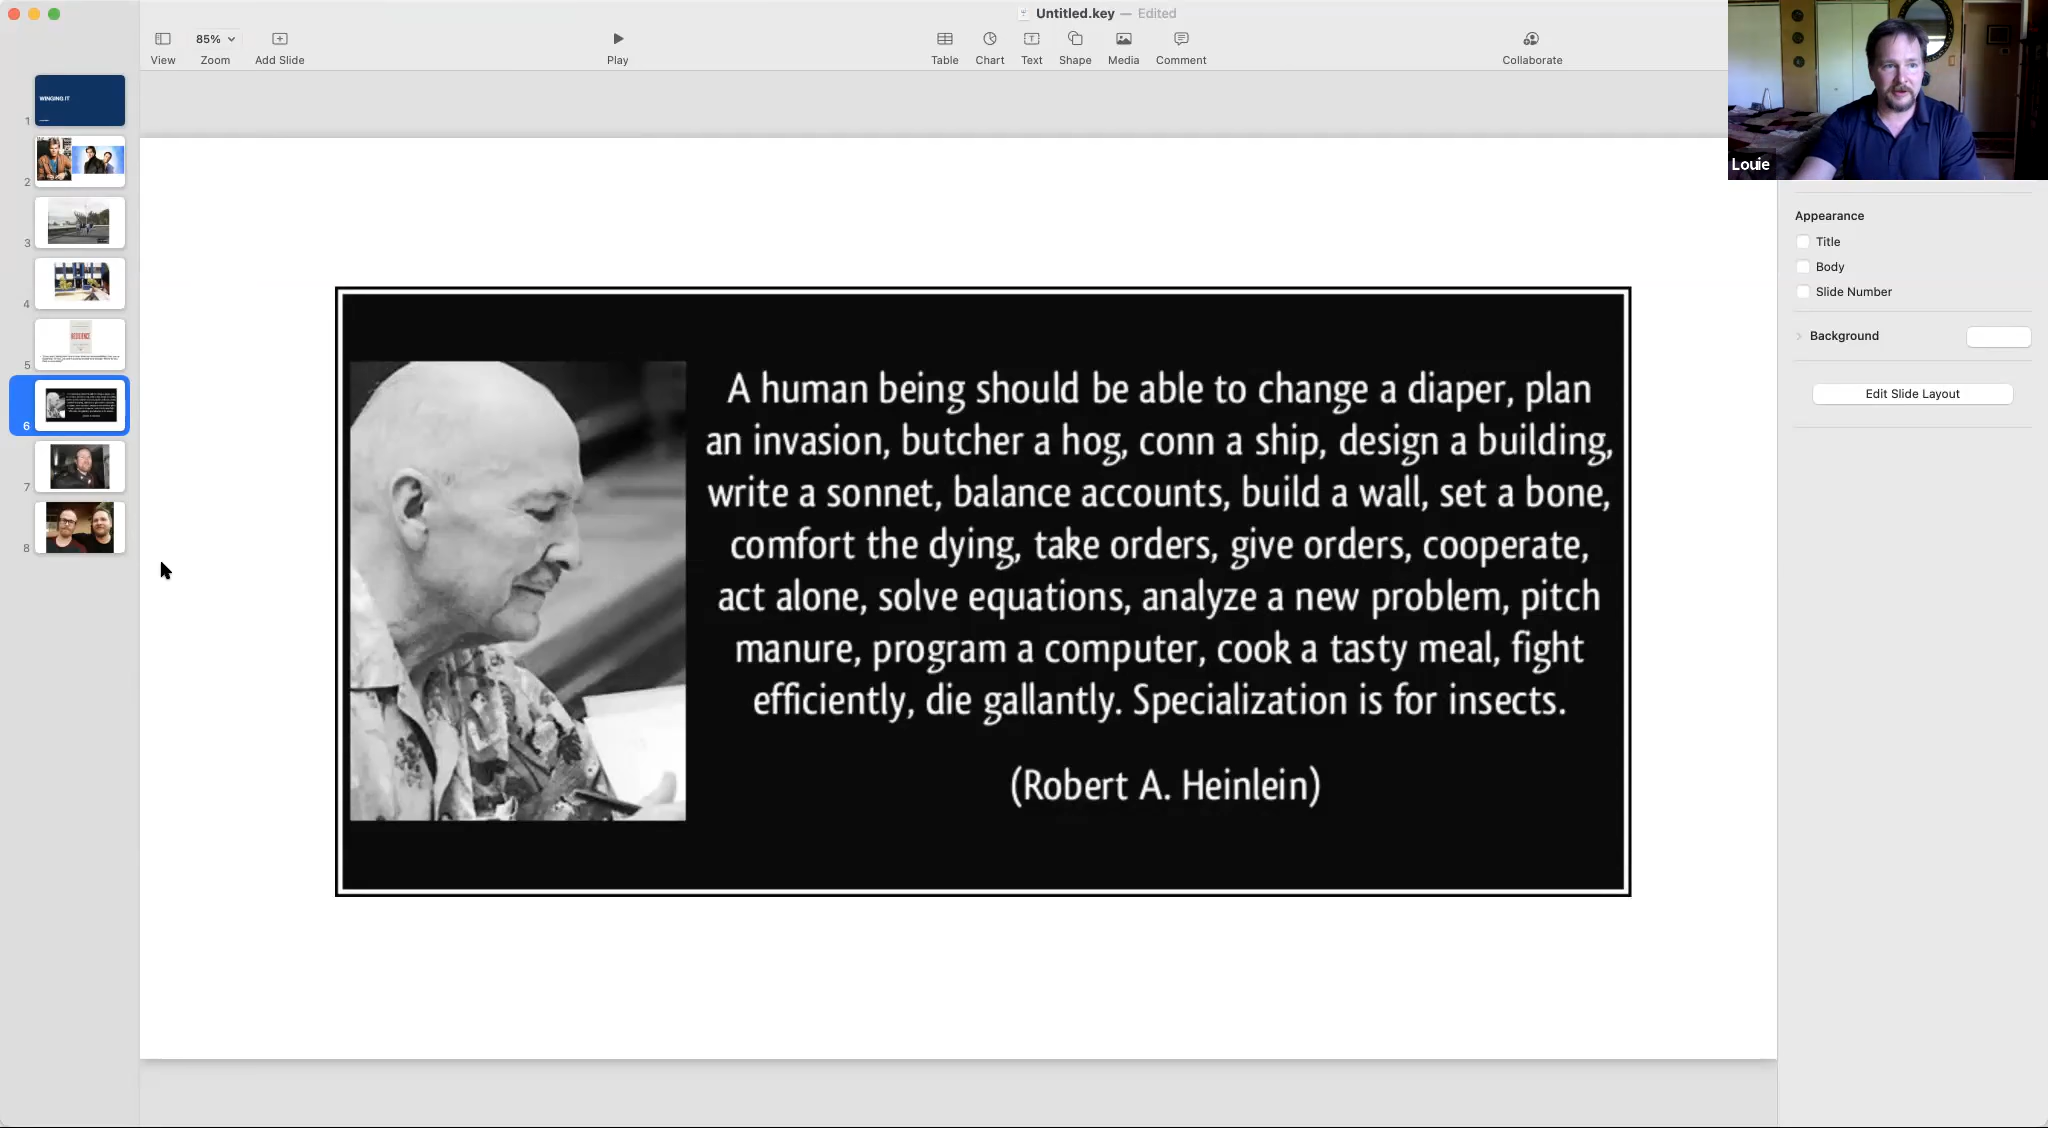 Untitled.key — Edited
85%
View
Zoom
Add Slide
Play
Table
Chart
Text
Shape
Media
Comment
Collaborate
Louie
WINGING IT
1
2
3
4
RESILIENCE
5
6
7
8
A human being should be able to change a diaper, plan
an invasion, butcher a hog, conn a ship, design a building,
write a sonnet, balance accounts, build a wall, set a bone,
comfort the dying, take orders, give orders, cooperate,
act alone, solve equations, analyze a new problem, pitch
manure, program a computer, cook a tasty meal, fight
efficiently, die gallantly. Specialization is for insects.
(Robert A. Heinlein)
Appearance
Title
Body
Slide Number
Background
Edit Slide Layout